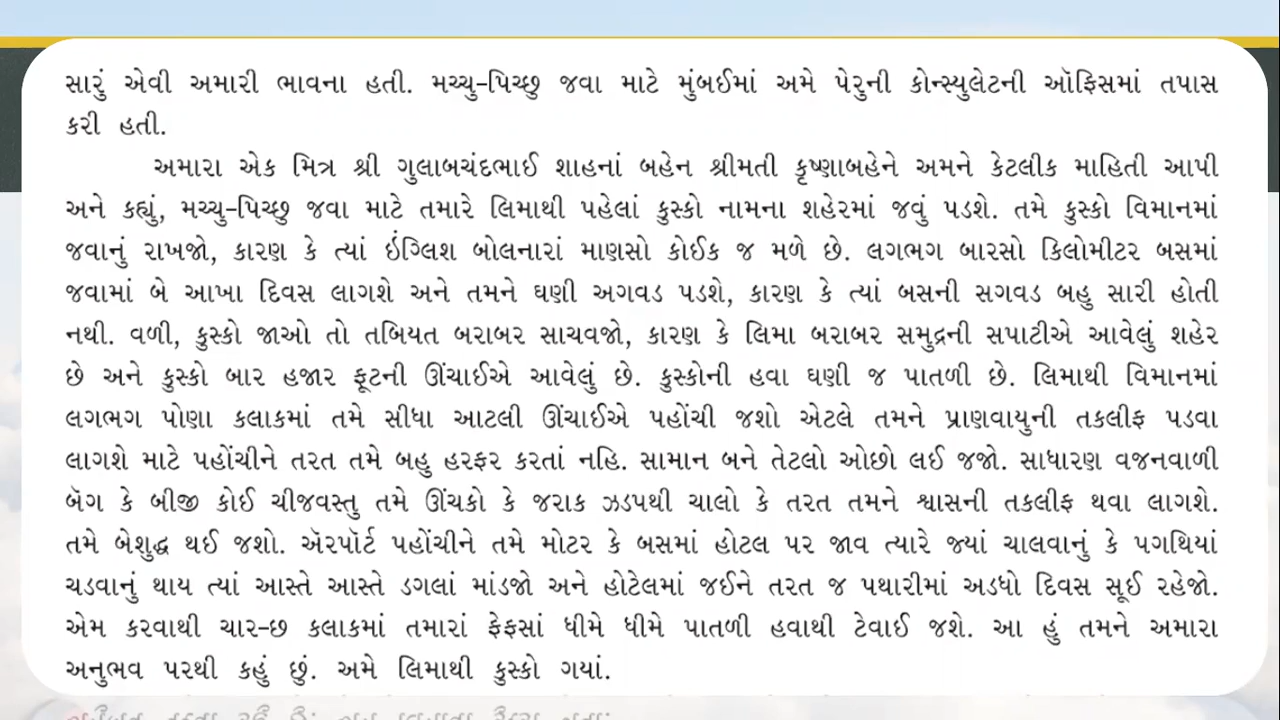 સારું એવી અમારી ભાવના હતી. મચ્ચુ-પિચ્છુ જવા માટે મુંબઈમાં અમે પેરુની કોન્સ્યુલેટની ઑફિસમાં તપાસ
કરી હતી.
અમારા એક મિત્ર શ્રી ગુલાબચંદભાઈ શાહનાં બહેન શ્રીમતી કૃષ્ણાબહેને અમને કેટલીક માહિતી આપી
અને કહ્યું, મચ્ચુ-પિચ્છુ જવા માટે તમારે લિમાથી પહેલાં કુસ્કો નામના શહેરમાં જવું પડશે. તમે કુસ્કો વિમાનમાં
જવાનું રાખજો, કારણ કે ત્યાં ઇંગ્લિશ બોલનારાં માણસો કોઈક જ મળે છે. લગભગ બારસો કિલોમીટર બસમાં
જવામાં બે આખા દિવસ લાગશે અને તમને ઘણી અગવડ પડશે, કારણ કે ત્યાં બસની સગવડ બહુ સારી હોતી
નથી. વળી, કુસ્કો જાઓ તો તબિયત બરાબર સાચવજો, કારણ કે લિમા બરાબર સમુદ્રની સપાટીએ આવેલું શહેર
છે અને કુસ્કો બાર હજાર ફૂટની ઊંચાઈએ આવેલું છે. કુસ્કોની હવા ઘણી જ પાતળી છે. લિમાથી વિમાનમાં
લગભગ પોણા કલાકમાં તમે સીધા આટલી ઊંચાઈએ પહોંચી જશો એટલે તમને પ્રાણવાયુની તકલીફ પડવા
લાગશે માટે પહોંચીને તરત તમે બહુ હરફર કરતાં નહિ. સામાન બને તેટલો ઓછો લઈ જજો. સાધારણ વજનવાળી
બૅગ કે બીજી કોઈ ચીજવસ્તુ તમે ઊંચકો કે જરાક ઝડપથી ચાલો કે તરત તમને શ્વાસની તકલીફ થવા લાગશે.
તમે બેશુદ્ધ થઈ જશો. ઍરપૉર્ટ પહોંચીને તમે મોટર કે બસમાં હોટલ પર જાવ ત્યારે જ્યાં ચાલવાનું કે પગથિયાં
ચડવાનું થાય ત્યાં આસ્તે આસ્તે ડગલાં માંડજો અને હોટેલમાં જઈને તરત જ પથારીમાં અડધો દિવસ સૂઈ રહેજો.
એમ કરવાથી ચાર-છ કલાકમાં તમારાં ફેફસાં ધીમે ધીમે પાતળી હવાથી ટેવાઈ જશે. આ હું તમને અમારા
અનુભવ પરથી કહું છું. અમે લિમાથી કુસ્કો ગયાં.